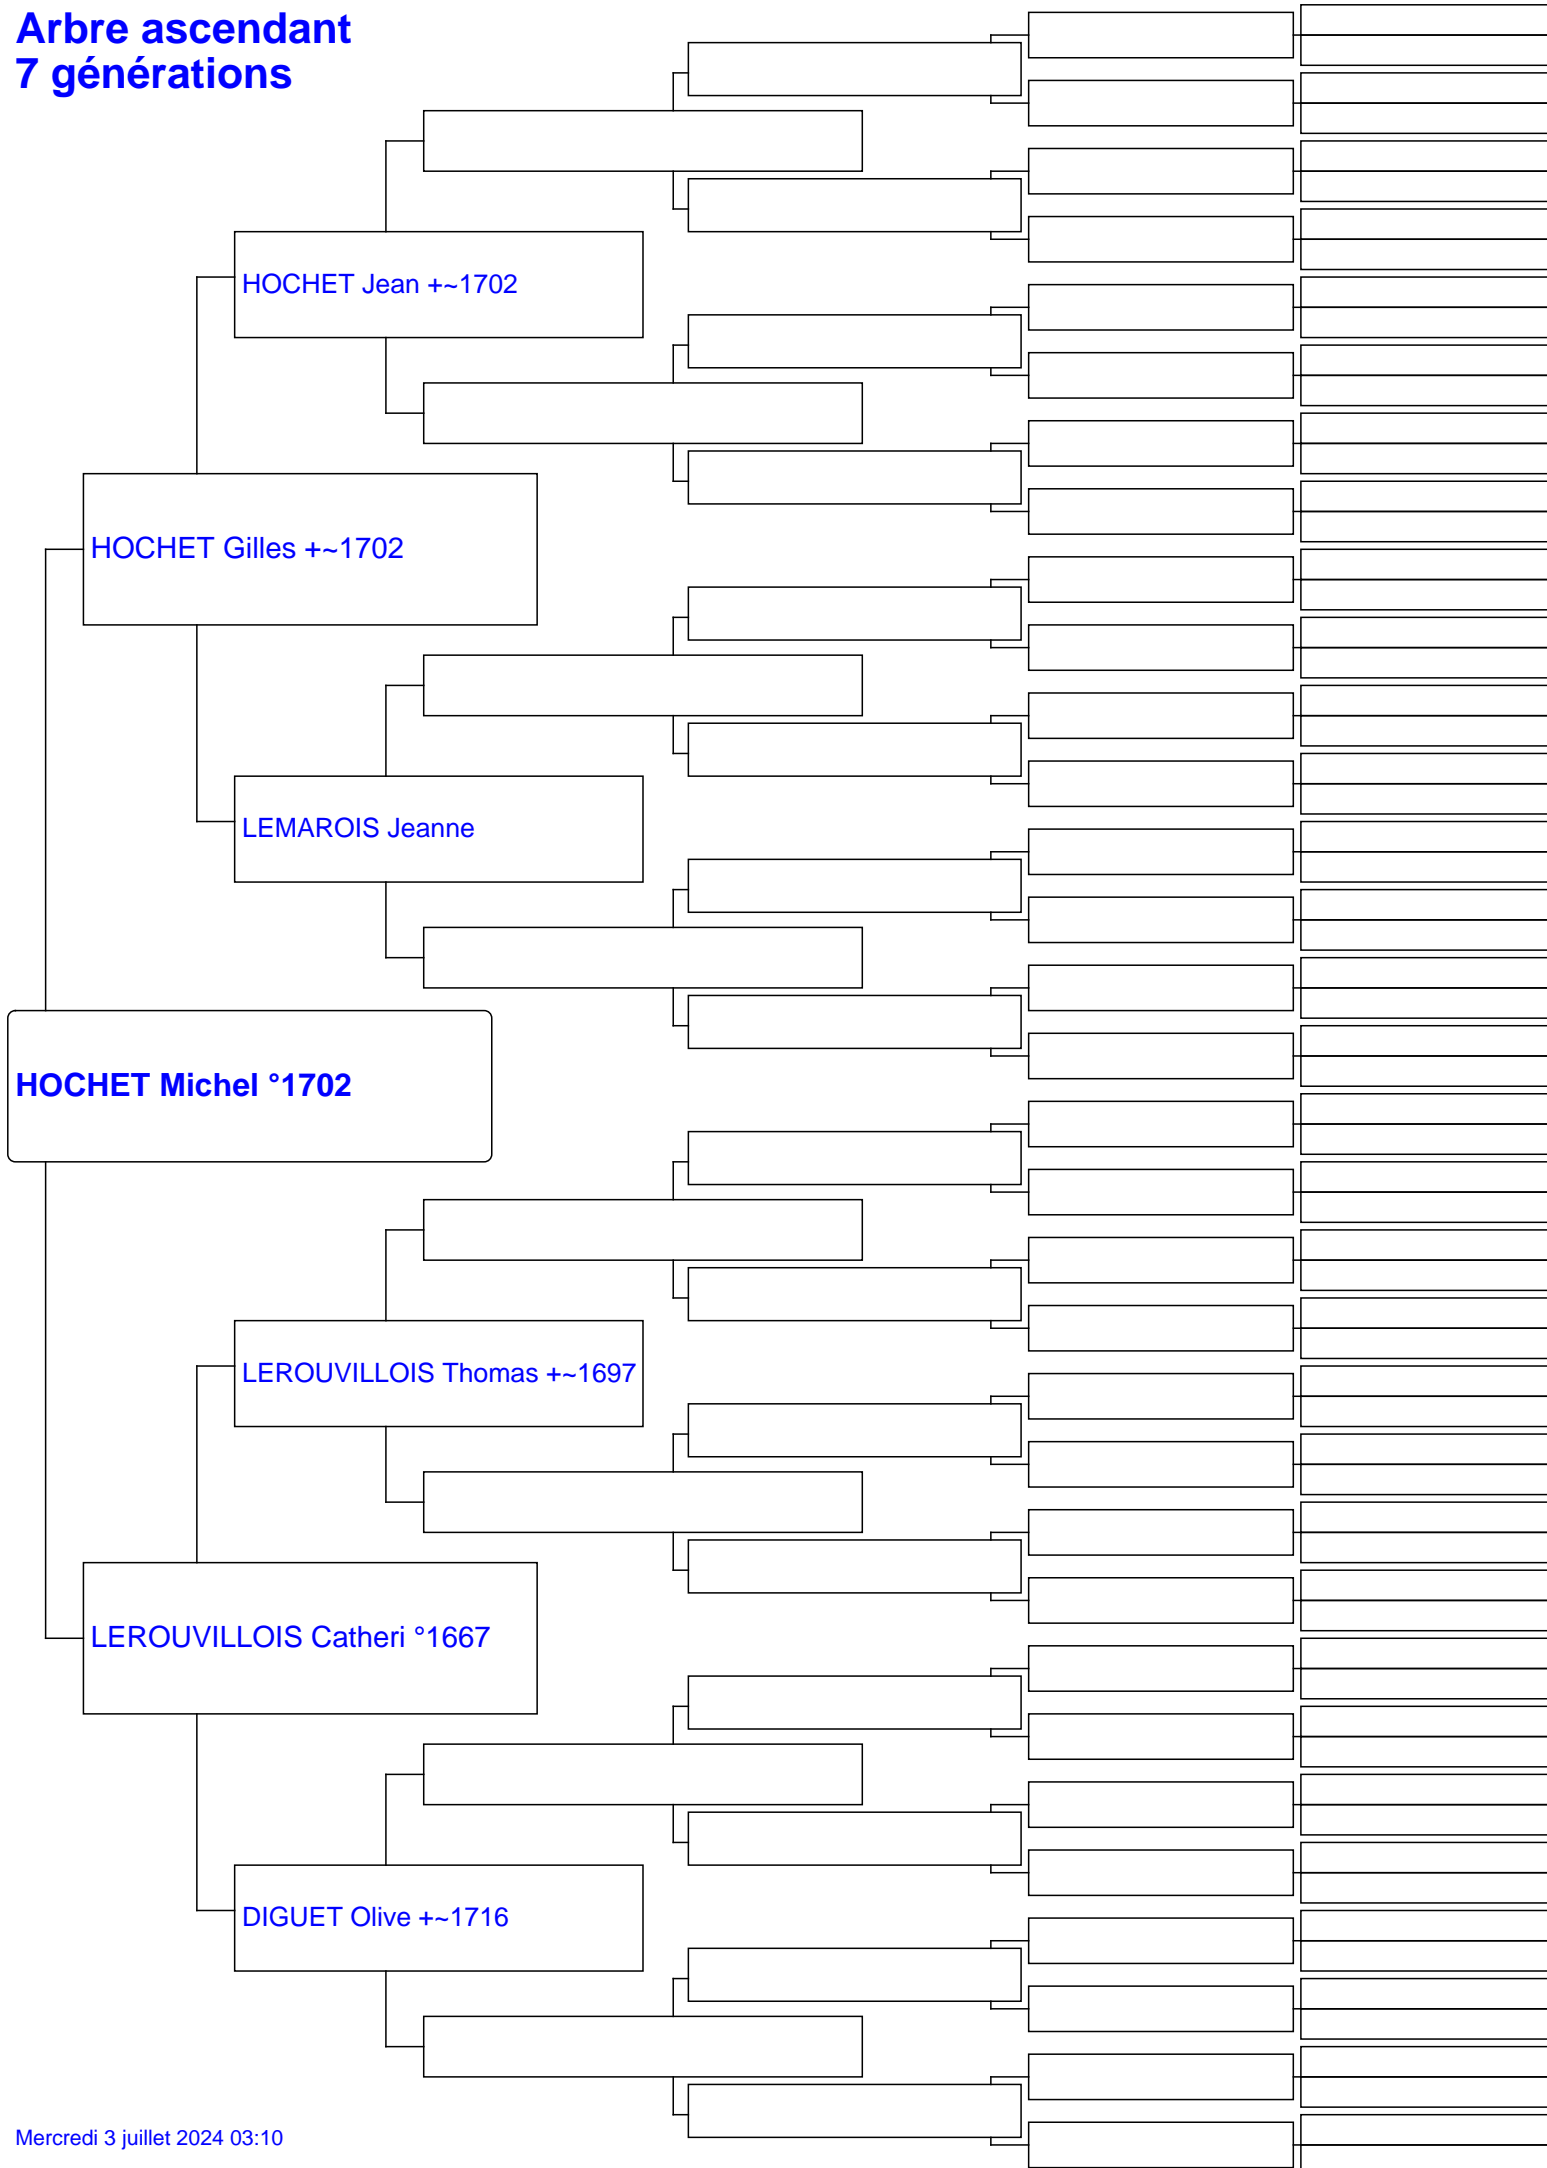 Arbre ascendant
7 générations
HOCHET Jean +~1702
HOCHET Gilles +~1702
LEMAROIS Jeanne
HOCHET Michel °1702
LEROUVILLOIS Thomas +~1697
LEROUVILLOIS Catheri °1667
DIGUET Olive +~1716
Mercredi 3 juillet 2024 03:10